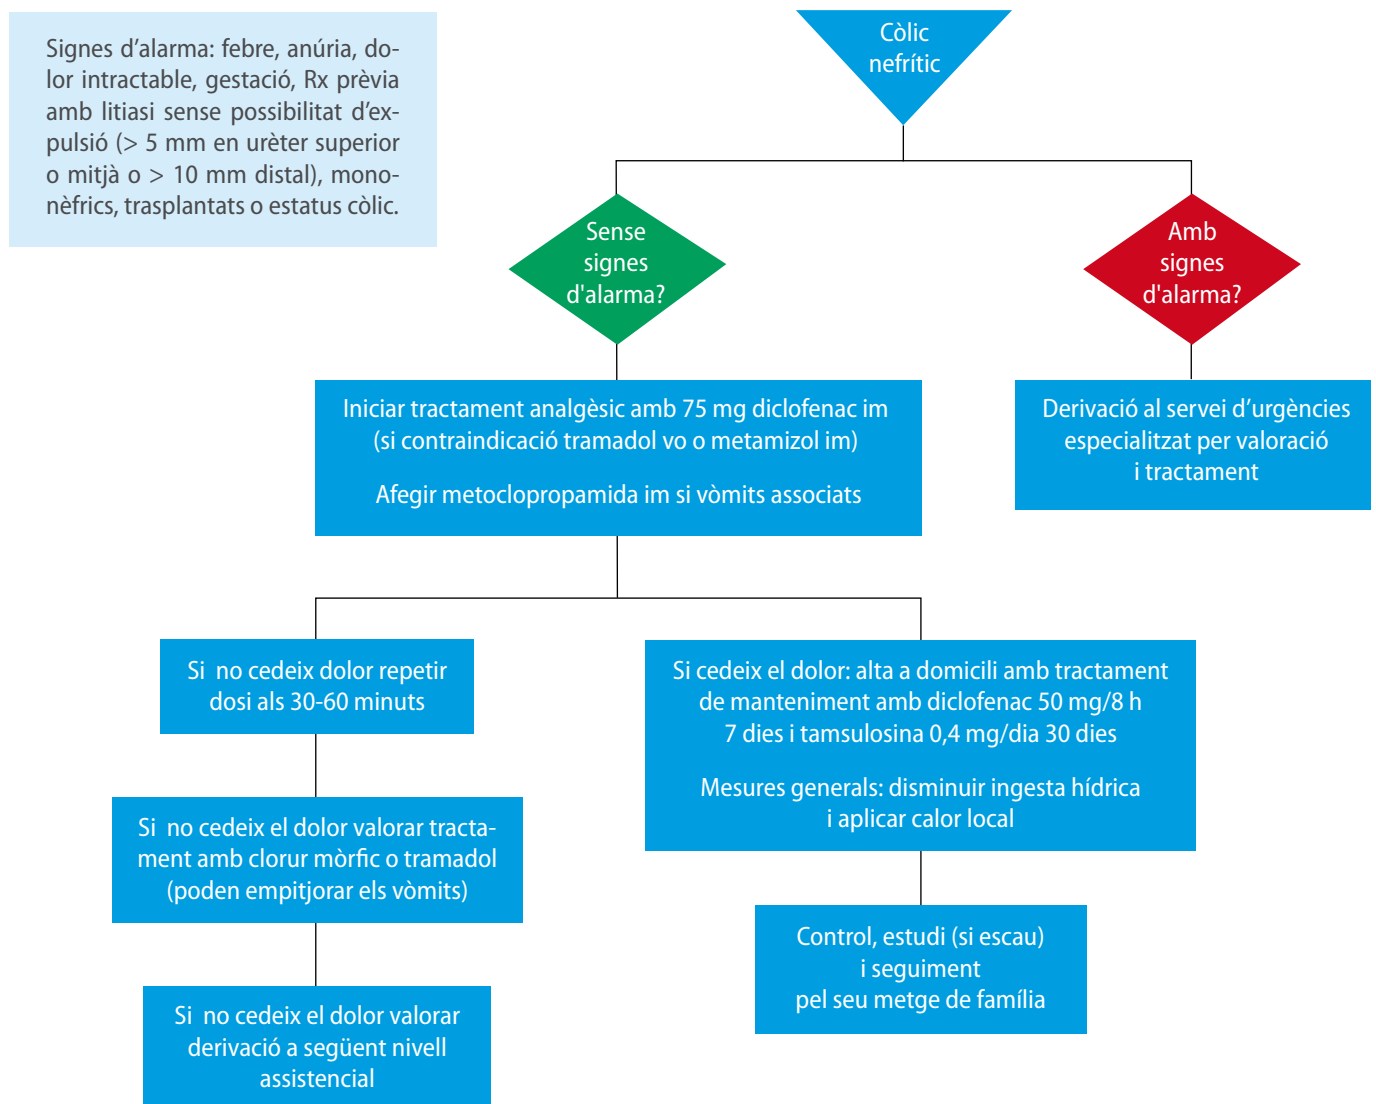 Signes d’alarma: febre, anúria, do-
lor intractable, gestació, Rx prèvia
amb litiasi sense possibilitat d’ex-
pulsió (> 5 mm en urèter superior
o mitjà o > 10 mm distal), mono-
nèfrics, trasplantats o estatus còlic.
Còlic
nefrític
Sense
signes
d'alarma?
Amb
signes
d'alarma?
Iniciar tractament analgèsic amb 75 mg diclofenac im
(si contraindicació tramadol vo o metamizol im)
Afegir metoclopropamida im si vòmits associats
Derivació al servei d’urgències
especialitzat per valoració
i tractament
Si  no cedeix dolor repetir
dosi als 30-60 minuts
Si  no cedeix el dolor valorar tracta-
ment amb clorur mòrfic o tramadol
(poden empitjorar els vòmits)
Si  no cedeix el dolor valorar
derivació a següent nivell
assistencial
Si cedeix el dolor: alta a domicili amb tractament
de manteniment amb diclofenac 50 mg/8 h
7 dies i tamsulosina 0,4 mg/dia 30 dies
Mesures generals: disminuir ingesta hídrica
i aplicar calor local
Control, estudi (si escau)
i seguiment
pel seu metge de família